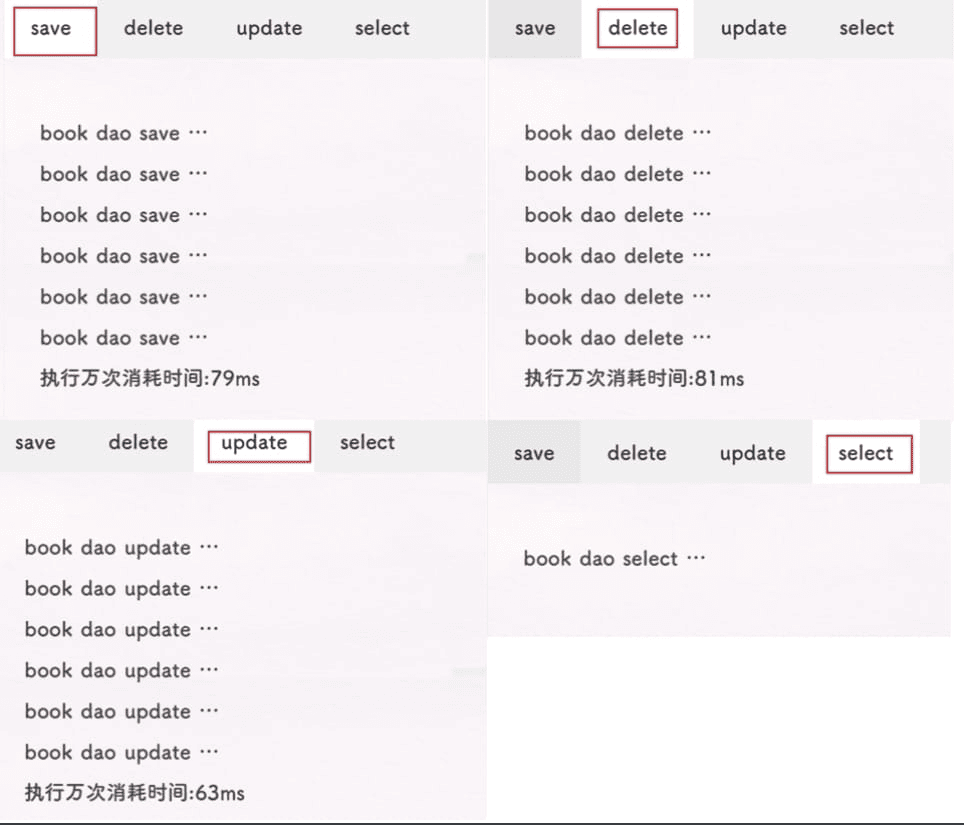 save delete update select
book dao save ···
book dao save ···
book dao save ···
book dao save ···
book dao save ···
book dao save ···
执行万次消耗时间:79ms
save delete update select
book dao delete ···
book dao delete ···
book dao delete ···
book dao delete ···
book dao delete ···
book dao delete ···
执行万次消耗时间:81ms
save delete update select
book dao update ···
book dao update ···
book dao update ···
book dao update ···
book dao update ···
book dao update ···
执行万次消耗时间:63ms
save delete update select
book dao select ···